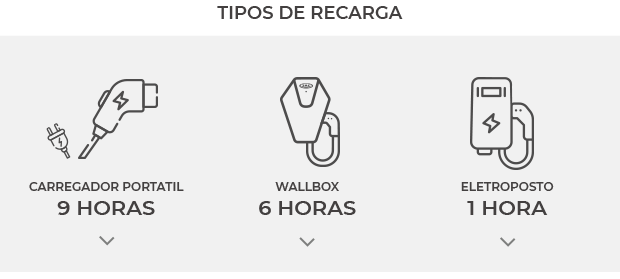 TIPOS DE RECARGA
CARREGADOR PORTATIL
9 HORAS
WALLBOX
6 HORAS
ELETROPOSTO
1 HORA